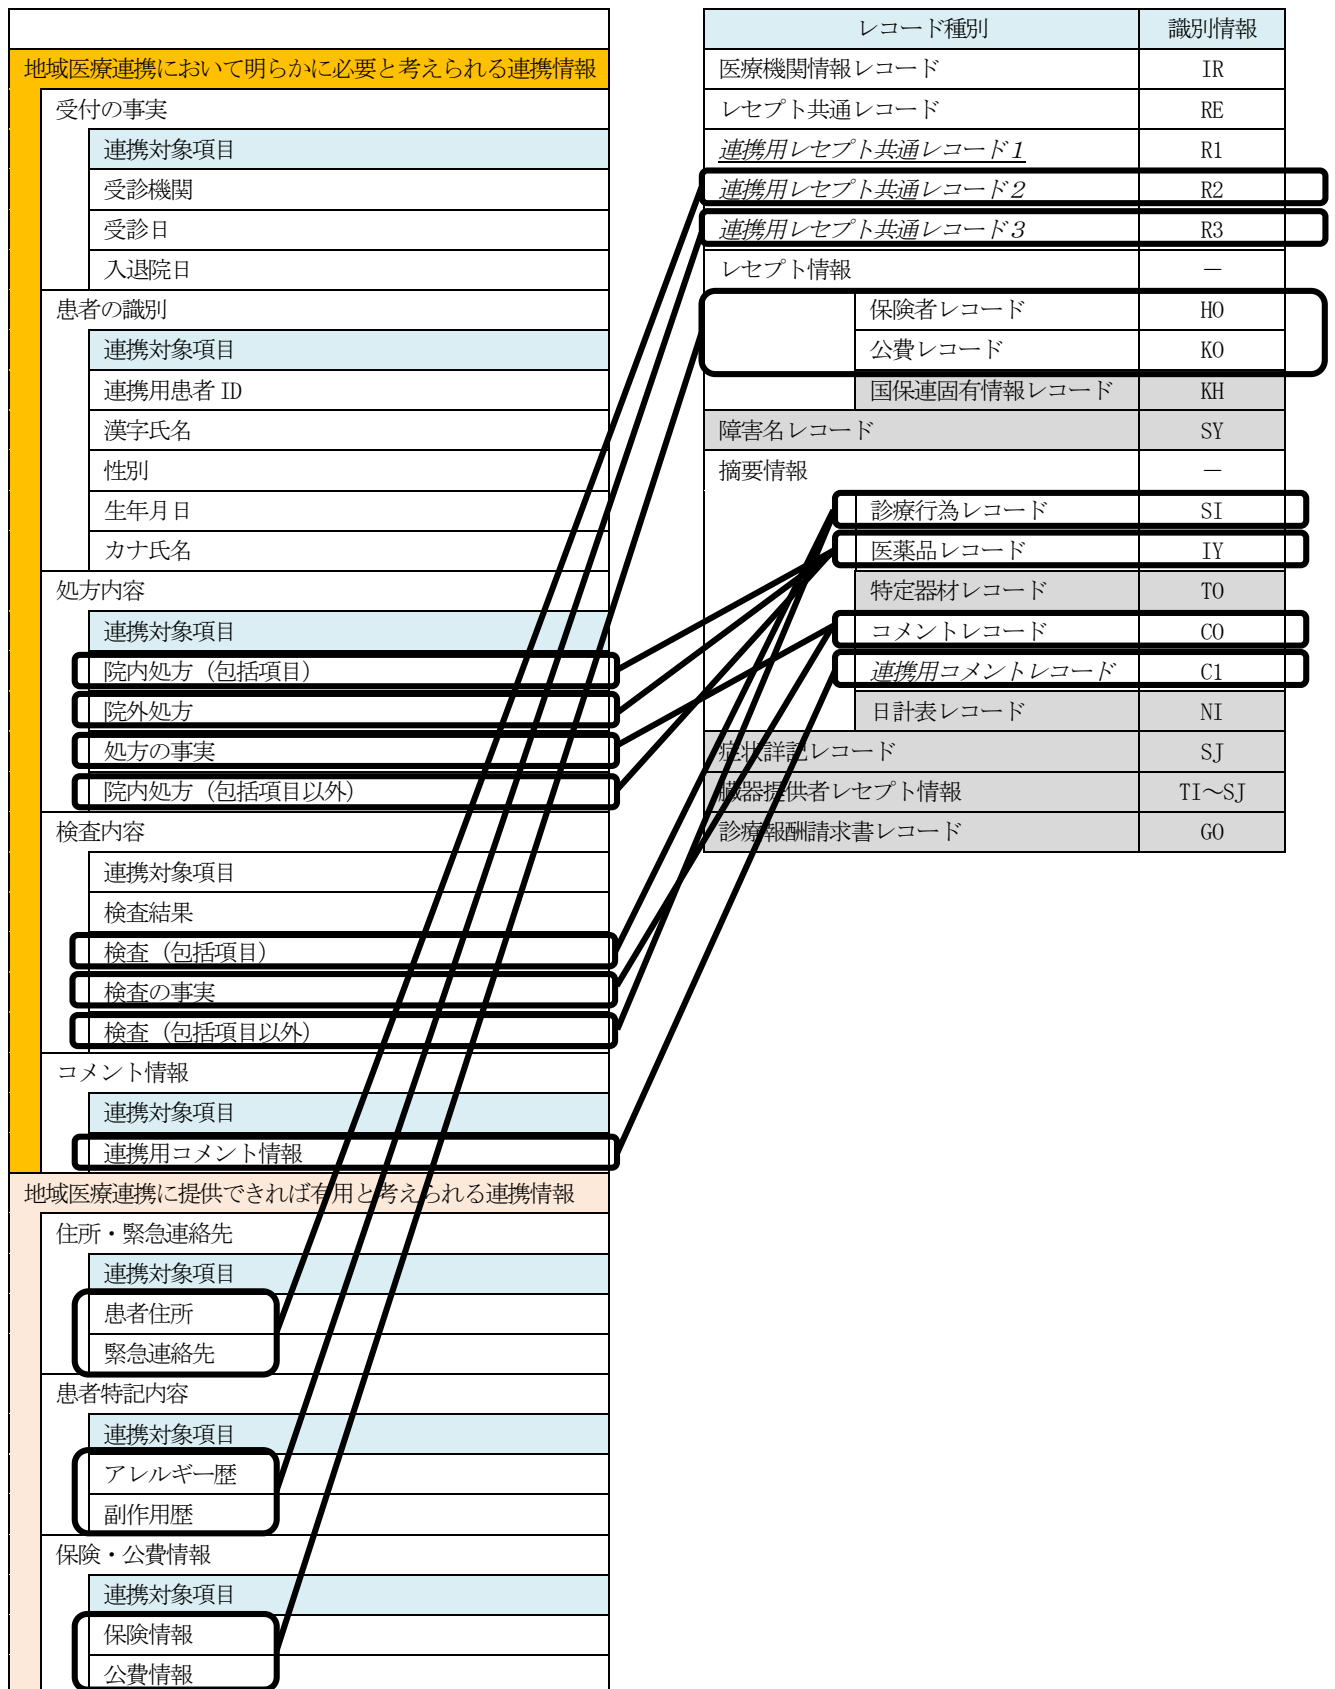 地域医療連携において明らかに必要と考えられる連携情報
受付の事実
連携対象項目
受診機関
受診日
入退院日
患者の識別
連携対象項目
連携用患者 ID
漢字氏名
性別
生年月日
カナ氏名
処方内容
連携対象項目
院内処方（包括項目）
院外処方
処方の事実
院内処方（包括項目以外）
検査内容
連携対象項目
検査結果
検査（包括項目）
検査の事実
検査（包括項目以外）
コメント情報
連携対象項目
連携用コメント情報
地域医療連携に提供できれば有用と考えられる連携情報
住所・緊急連絡先
連携対象項目
患者住所
緊急連絡先
患者特記内容
連携対象項目
アレルギー歴
副作用歴
保険・公費情報
連携対象項目
保険情報
公費情報
レコード種別 識別情報
医療機関情報レコード IR
レセプト共通レコード RE
連携用レセプト共通レコード1 R1
連携用レセプト共通レコード2 R2
連携用レセプト共通レコード3 R3
レセプト情報 －
保険者レコード HO
公費レコード KO
国保連固有情報レコード KH
障害名レコード SY
摘要情報 －
診療行為レコード SI
医薬品レコード IY
特定器材レコード TO
コメントレコード CO
連携用コメントレコード C1
日計表レコード NI
症状詳記レコード SJ
臓器提供者レセプト情報 TI～SJ
診療報酬請求書レコード GO